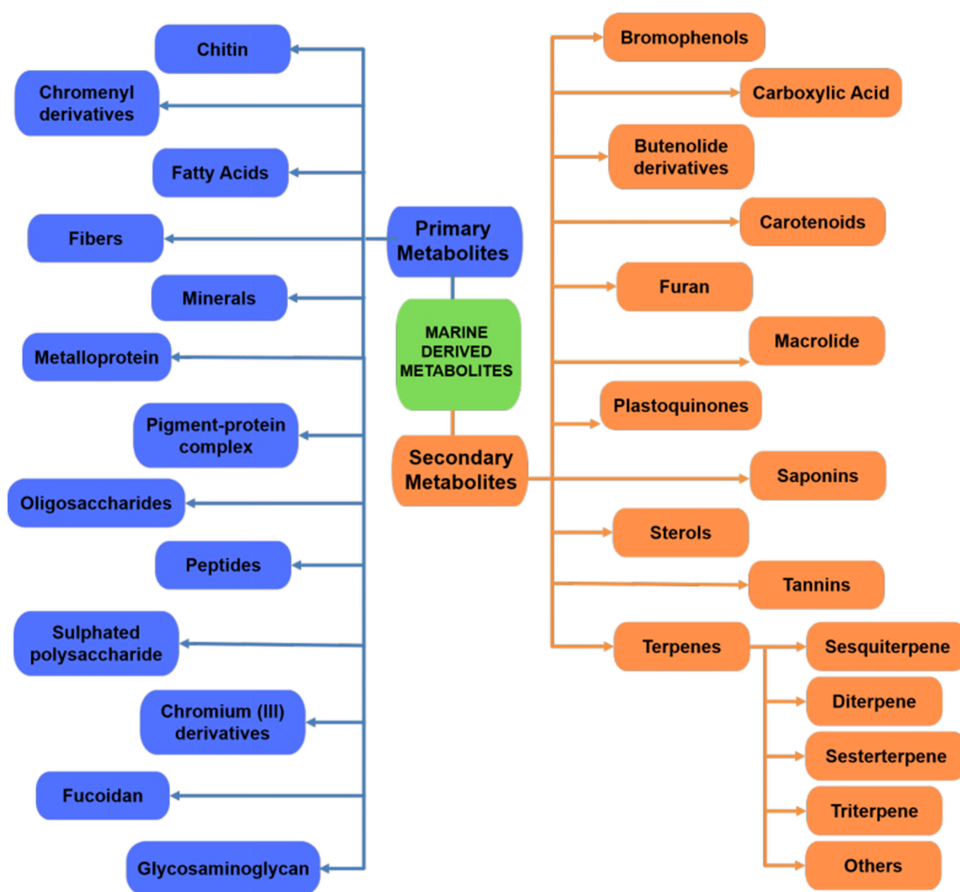 Chitin
Chromenyl
derivatives
Fatty Acids
Fibers
Minerals
Metalloprotein
Pigment-protein
complex
Oligosaccharides
Peptides
Sulphated
polysaccharide
Chromium (III)
derivatives
Fucoidan
Glycosaminoglycan
Primary
Metabolites
MARINE
DERIVED
METABOLITES
Secondary
Metabolites
Bromophenols
Carboxylic Acid
Butenolide
derivatives
Carotenoids
Furan
Macrolide
Plastoquinones
Saponins
Sterols
Tannins
Terpenes
Sesquiterpene
Diterpene
Sesterterpene
Triterpene
Others